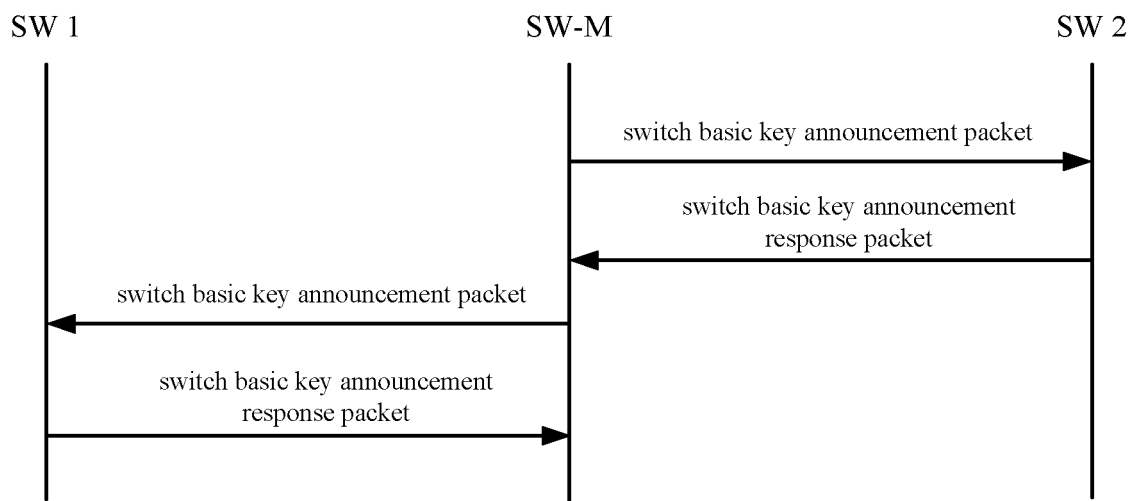 SW 1
SW-M
SW 2
switch basic key announcement packet
switch basic key announcement
response packet
switch basic key announcement packet
switch basic key announcement
response packet